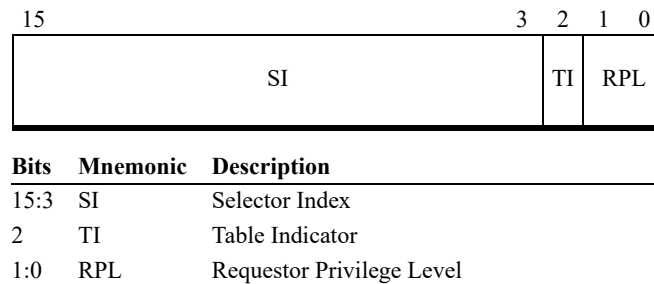 15 3 2 1 0
SI TI RPL
Bits Mnemonic Description
15:3 SI Selector Index
2 TI Table Indicator
1:0 RPL Requestor Privilege Level